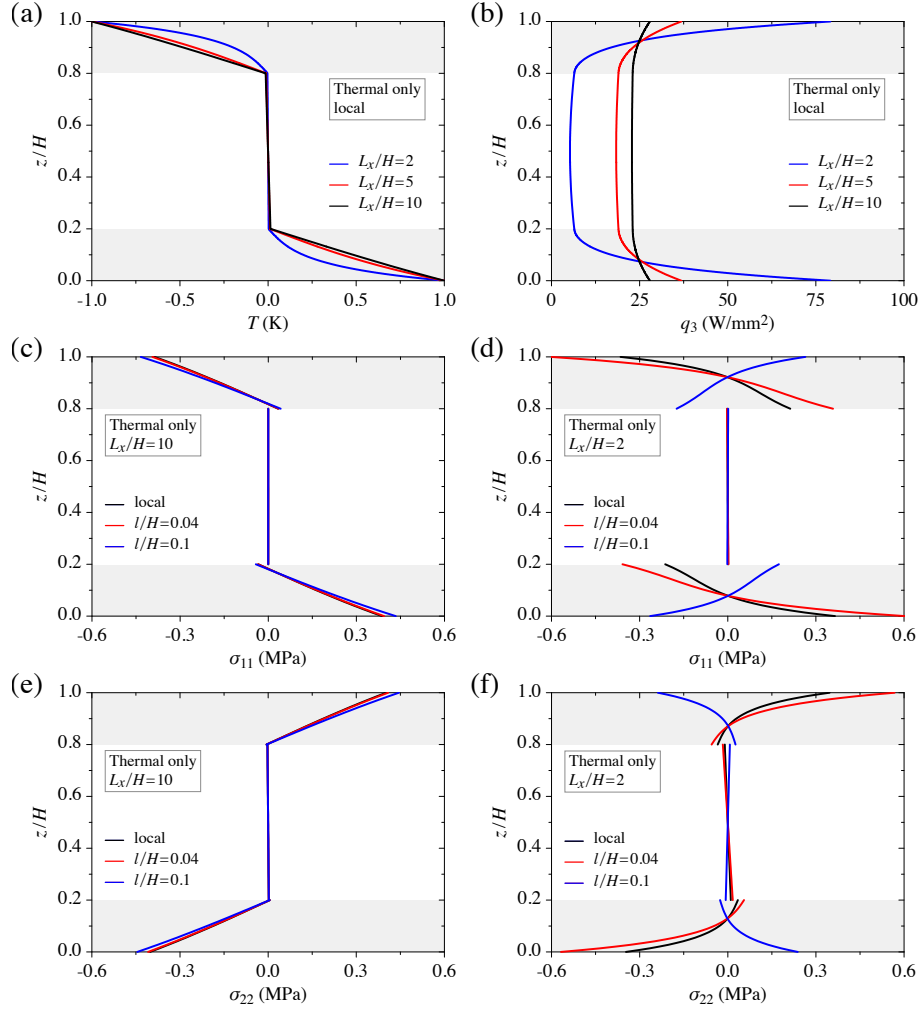 (a)
1.0
0.8
0.6
0.4
0.2
0.0
z/H
Thermal only
local
Lₓ/H=2
Lₓ/H=5
Lₓ/H=10
-1.0 -0.5 0.0 0.5 1.0
T (K)
(b)
1.0
0.8
0.6
0.4
0.2
0.0
z/H
Thermal only
local
Lₓ/H=2
Lₓ/H=5
Lₓ/H=10
0 25 50 75 100
q₃ (W/mm²)
(c)
1.0
0.8
0.6
0.4
0.2
0.0
z/H
Thermal only
Lₓ/H=10
local
l/H=0.04
l/H=0.1
-0.6 -0.3 0.0 0.3 0.6
σ₁₁ (MPa)
(d)
1.0
0.8
0.6
0.4
0.2
0.0
z/H
Thermal only
Lₓ/H=2
local
l/H=0.04
l/H=0.1
-0.6 -0.3 0.0 0.3 0.6
σ₁₁ (MPa)
(e)
1.0
0.8
0.6
0.4
0.2
0.0
z/H
Thermal only
Lₓ/H=10
local
l/H=0.04
l/H=0.1
-0.6 -0.3 0.0 0.3 0.6
σ₂₂ (MPa)
(f)
1.0
0.8
0.6
0.4
0.2
0.0
z/H
Thermal only
Lₓ/H=2
local
l/H=0.04
l/H=0.1
-0.6 -0.3 0.0 0.3 0.6
σ₂₂ (MPa)